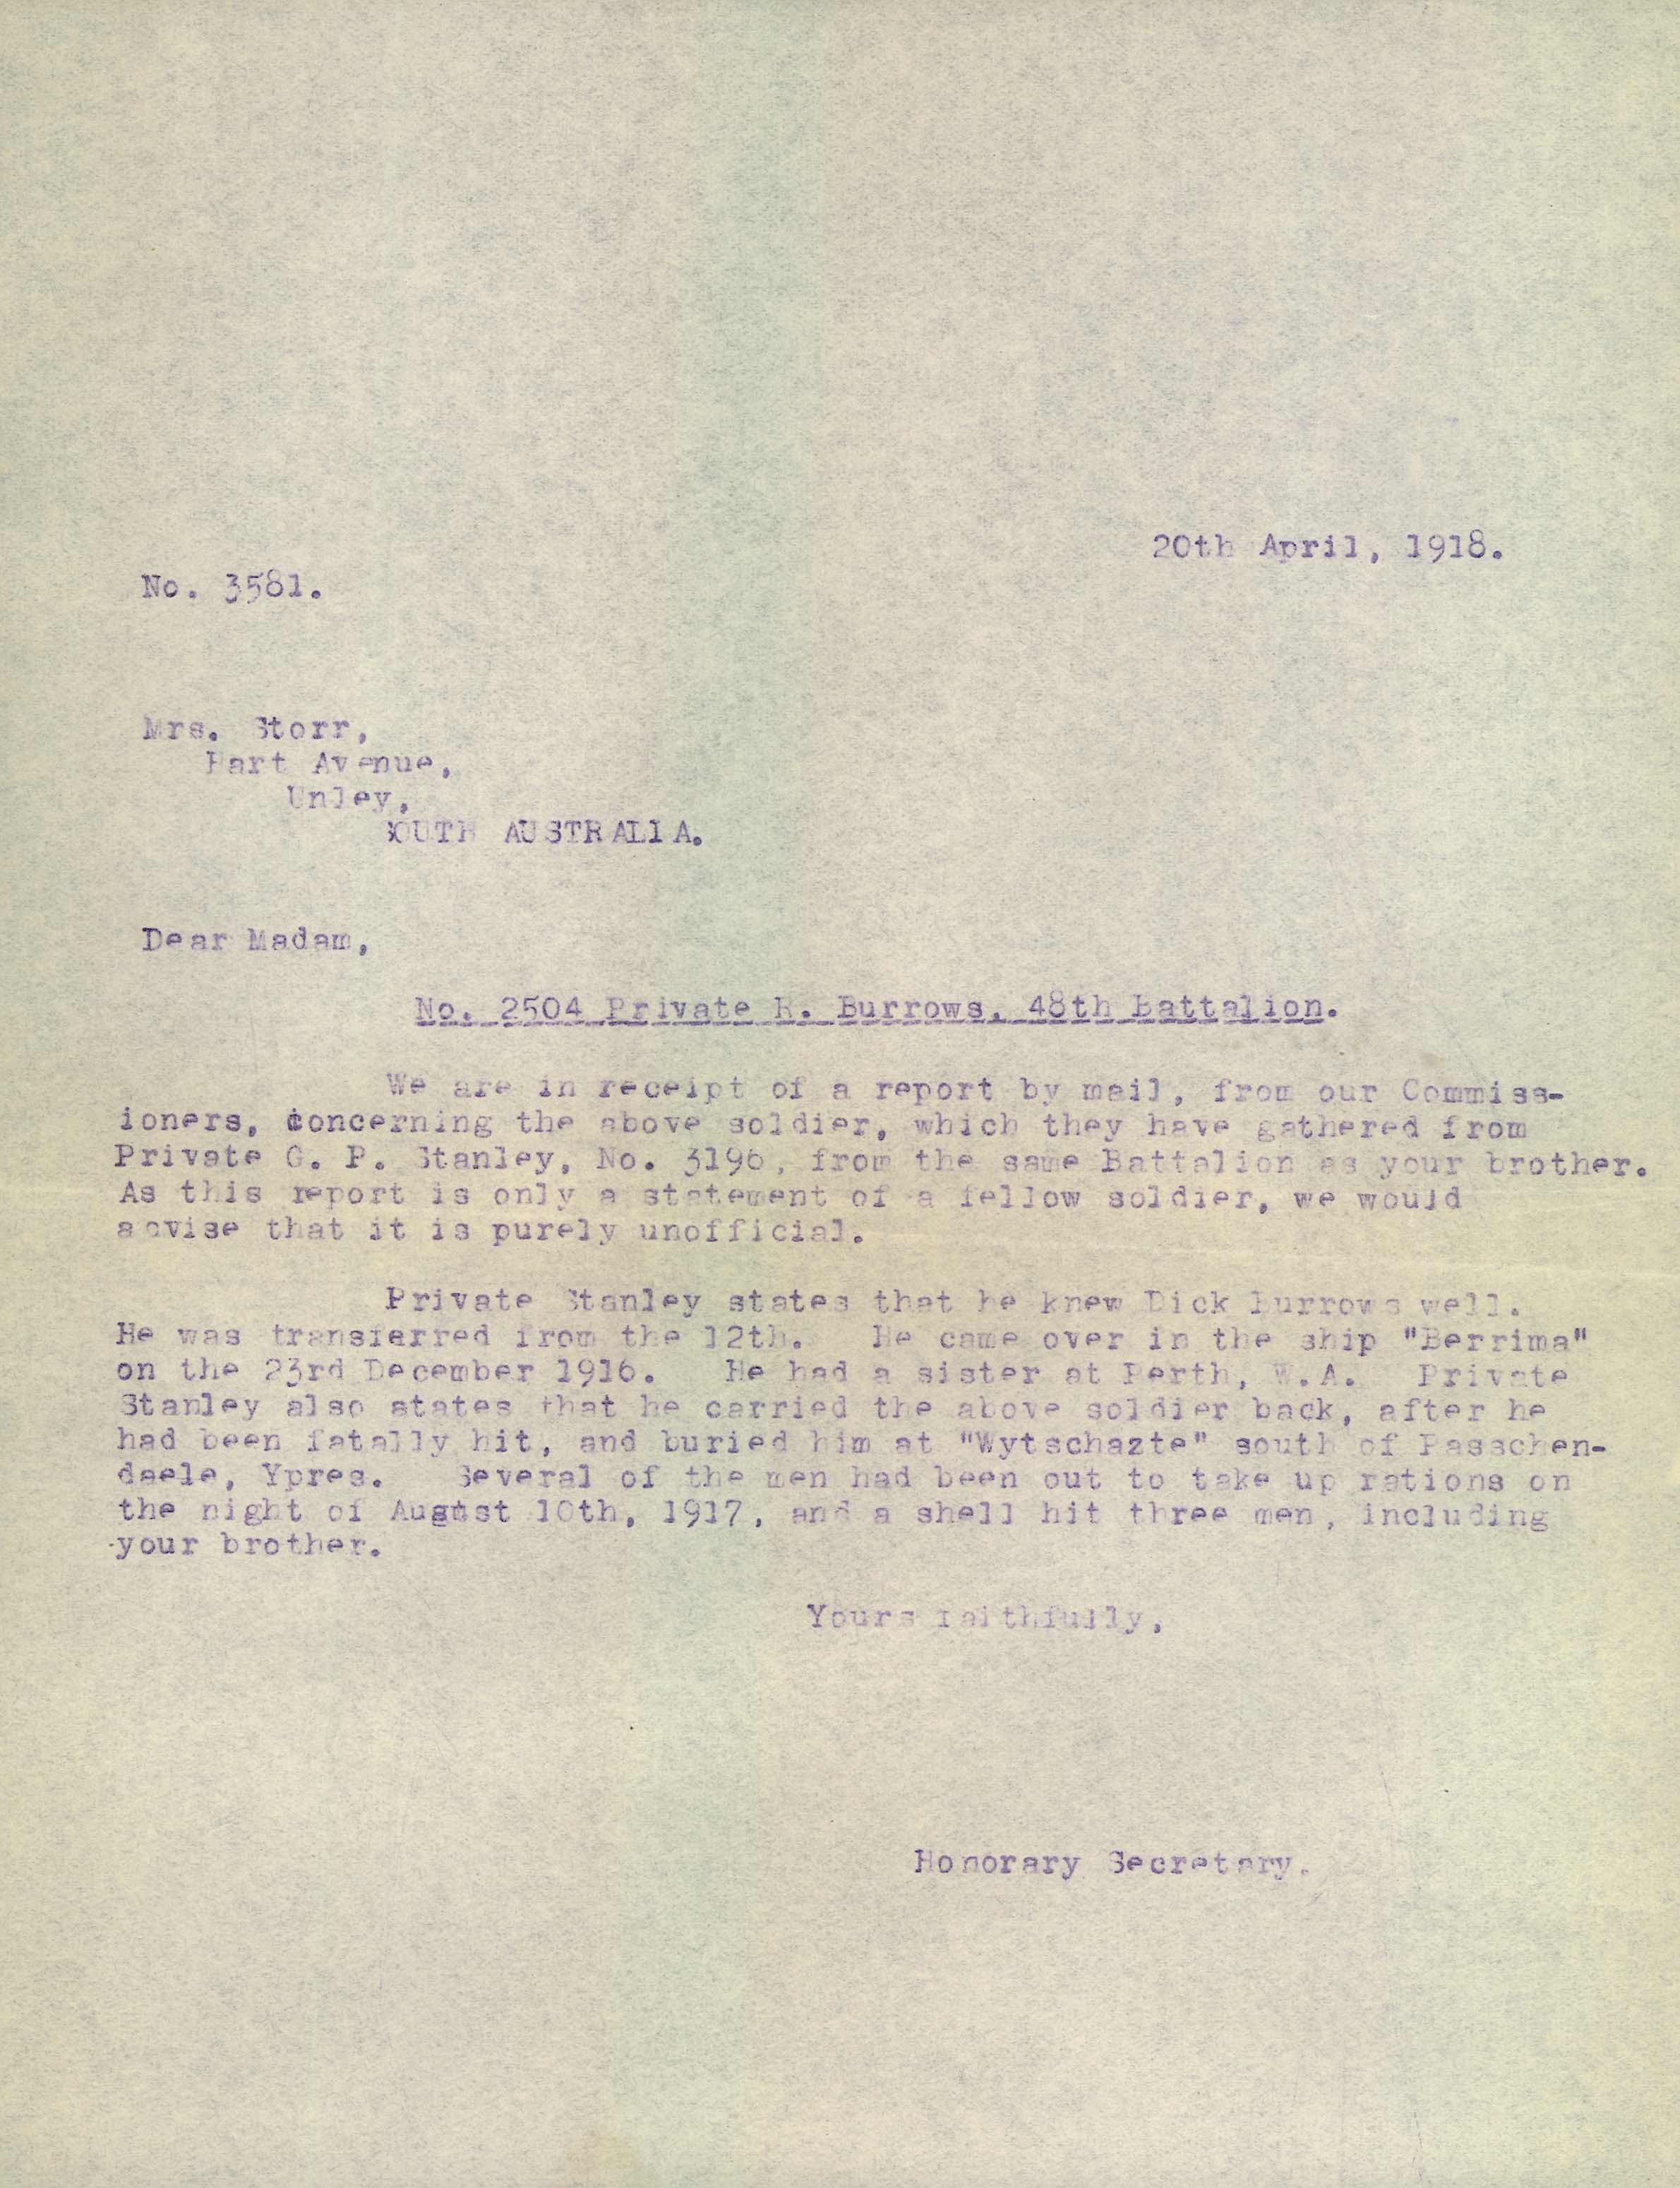 20th April, 1918.
No. 3581.
Mrs. Storr,
Hart Avenue,
Unley,
SOUTH AUSTRALIA.
Dear Madam,
No. 2504 Private R. Burrows, 48th Battalion.
We are in receipt of a report by mail, from our Commiss-
ioners, concerning the above soldier, which they have gathered from
Private G. P. Stanley, No. 3196, from the same Battalion as your brother.
As this report is only a statement of a fellow soldier, we would
advise that it is purely unofficial.
Private Stanley states that he knew Dick Burrows well.
He was transferred from the 12th. He came over in the ship "Berrima"
on the 23rd December 1916. He had a sister at Perth, W.A. Private
Stanley also states that he carried the above soldier back, after he
had been fatally hit, and buried him at "Wytschazte" south of Passchen-
daele, Ypres. Several of the men had been out to take up rations on
the night of August 10th, 1917, and a shell hit three men, including
your brother.
Yours faithfully,
Honorary Secretary.